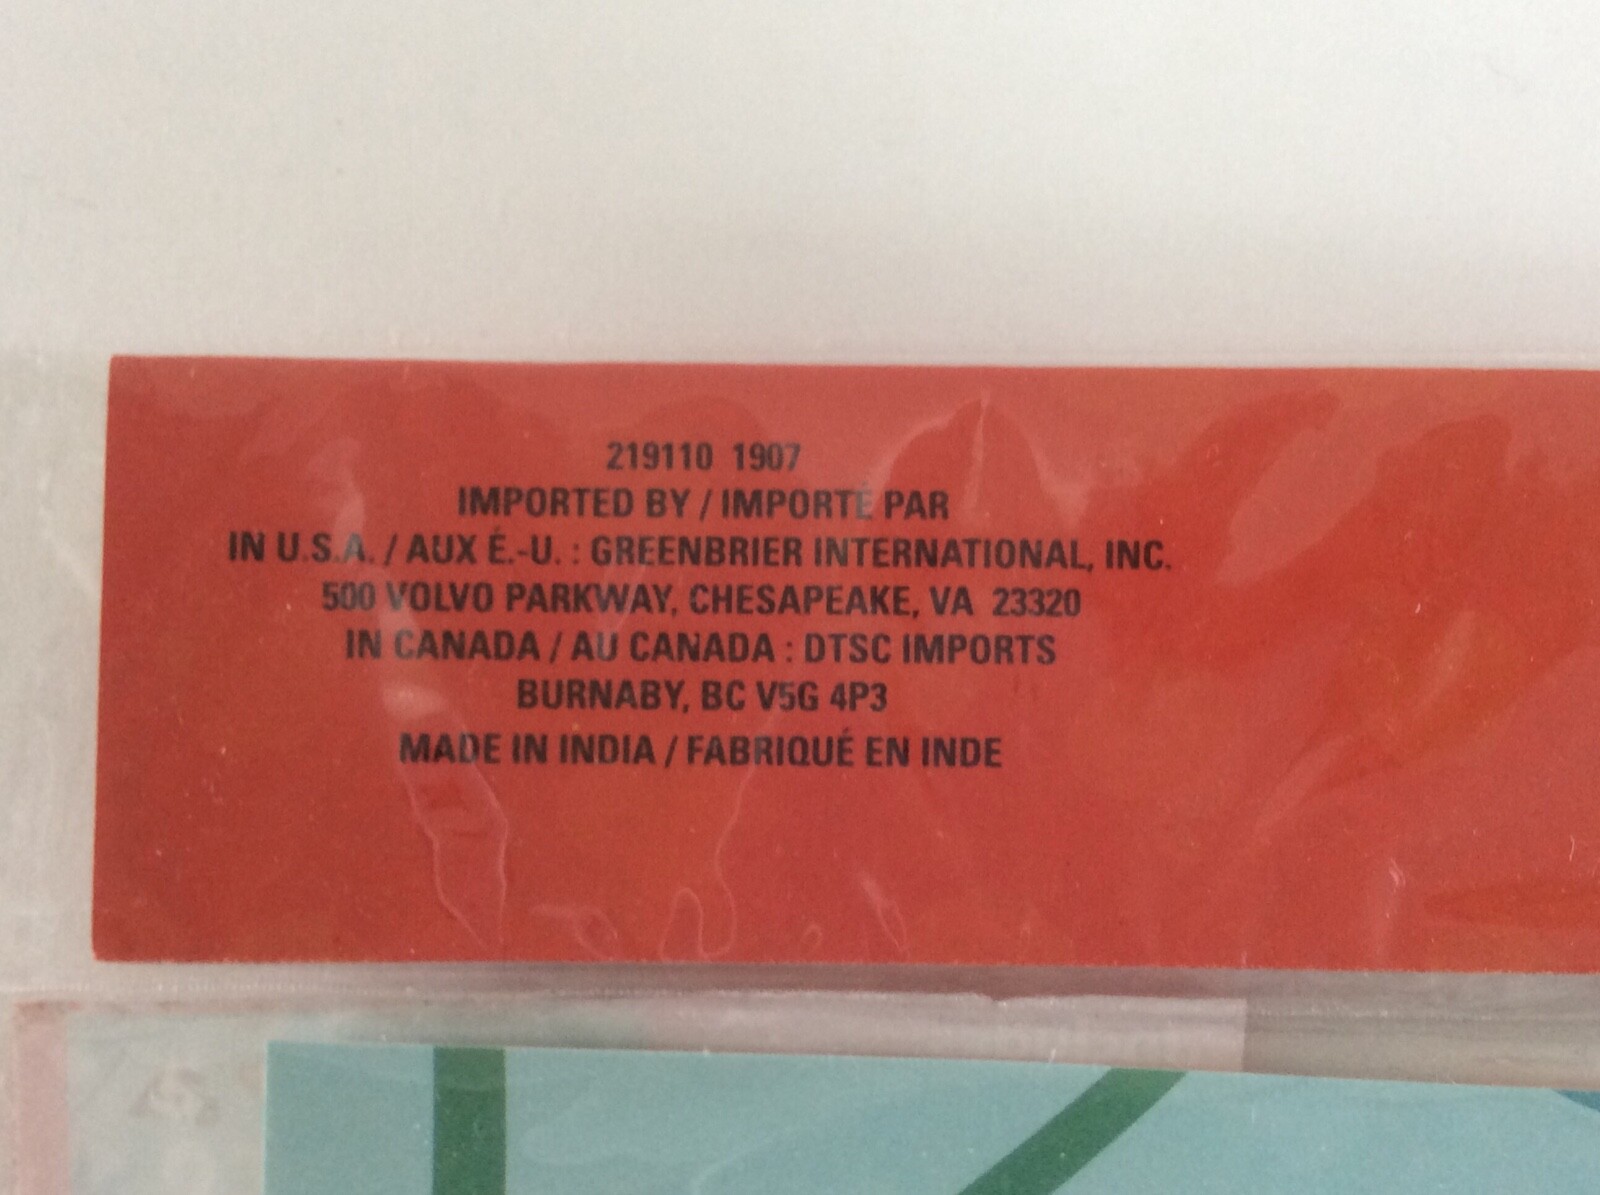 219110 1907
IMPORTED BY / IMPORTÉ PAR
IN U.S.A. / AUX É.-U. : GREENBRIER INTERNATIONAL, INC.
500 VOLVO PARKWAY, CHESAPEAKE, VA 23320
IN CANADA / AU CANADA : DTSC IMPORTS
BURNABY, BC V5G 4P3
MADE IN INDIA / FABRIQUÉ EN INDE